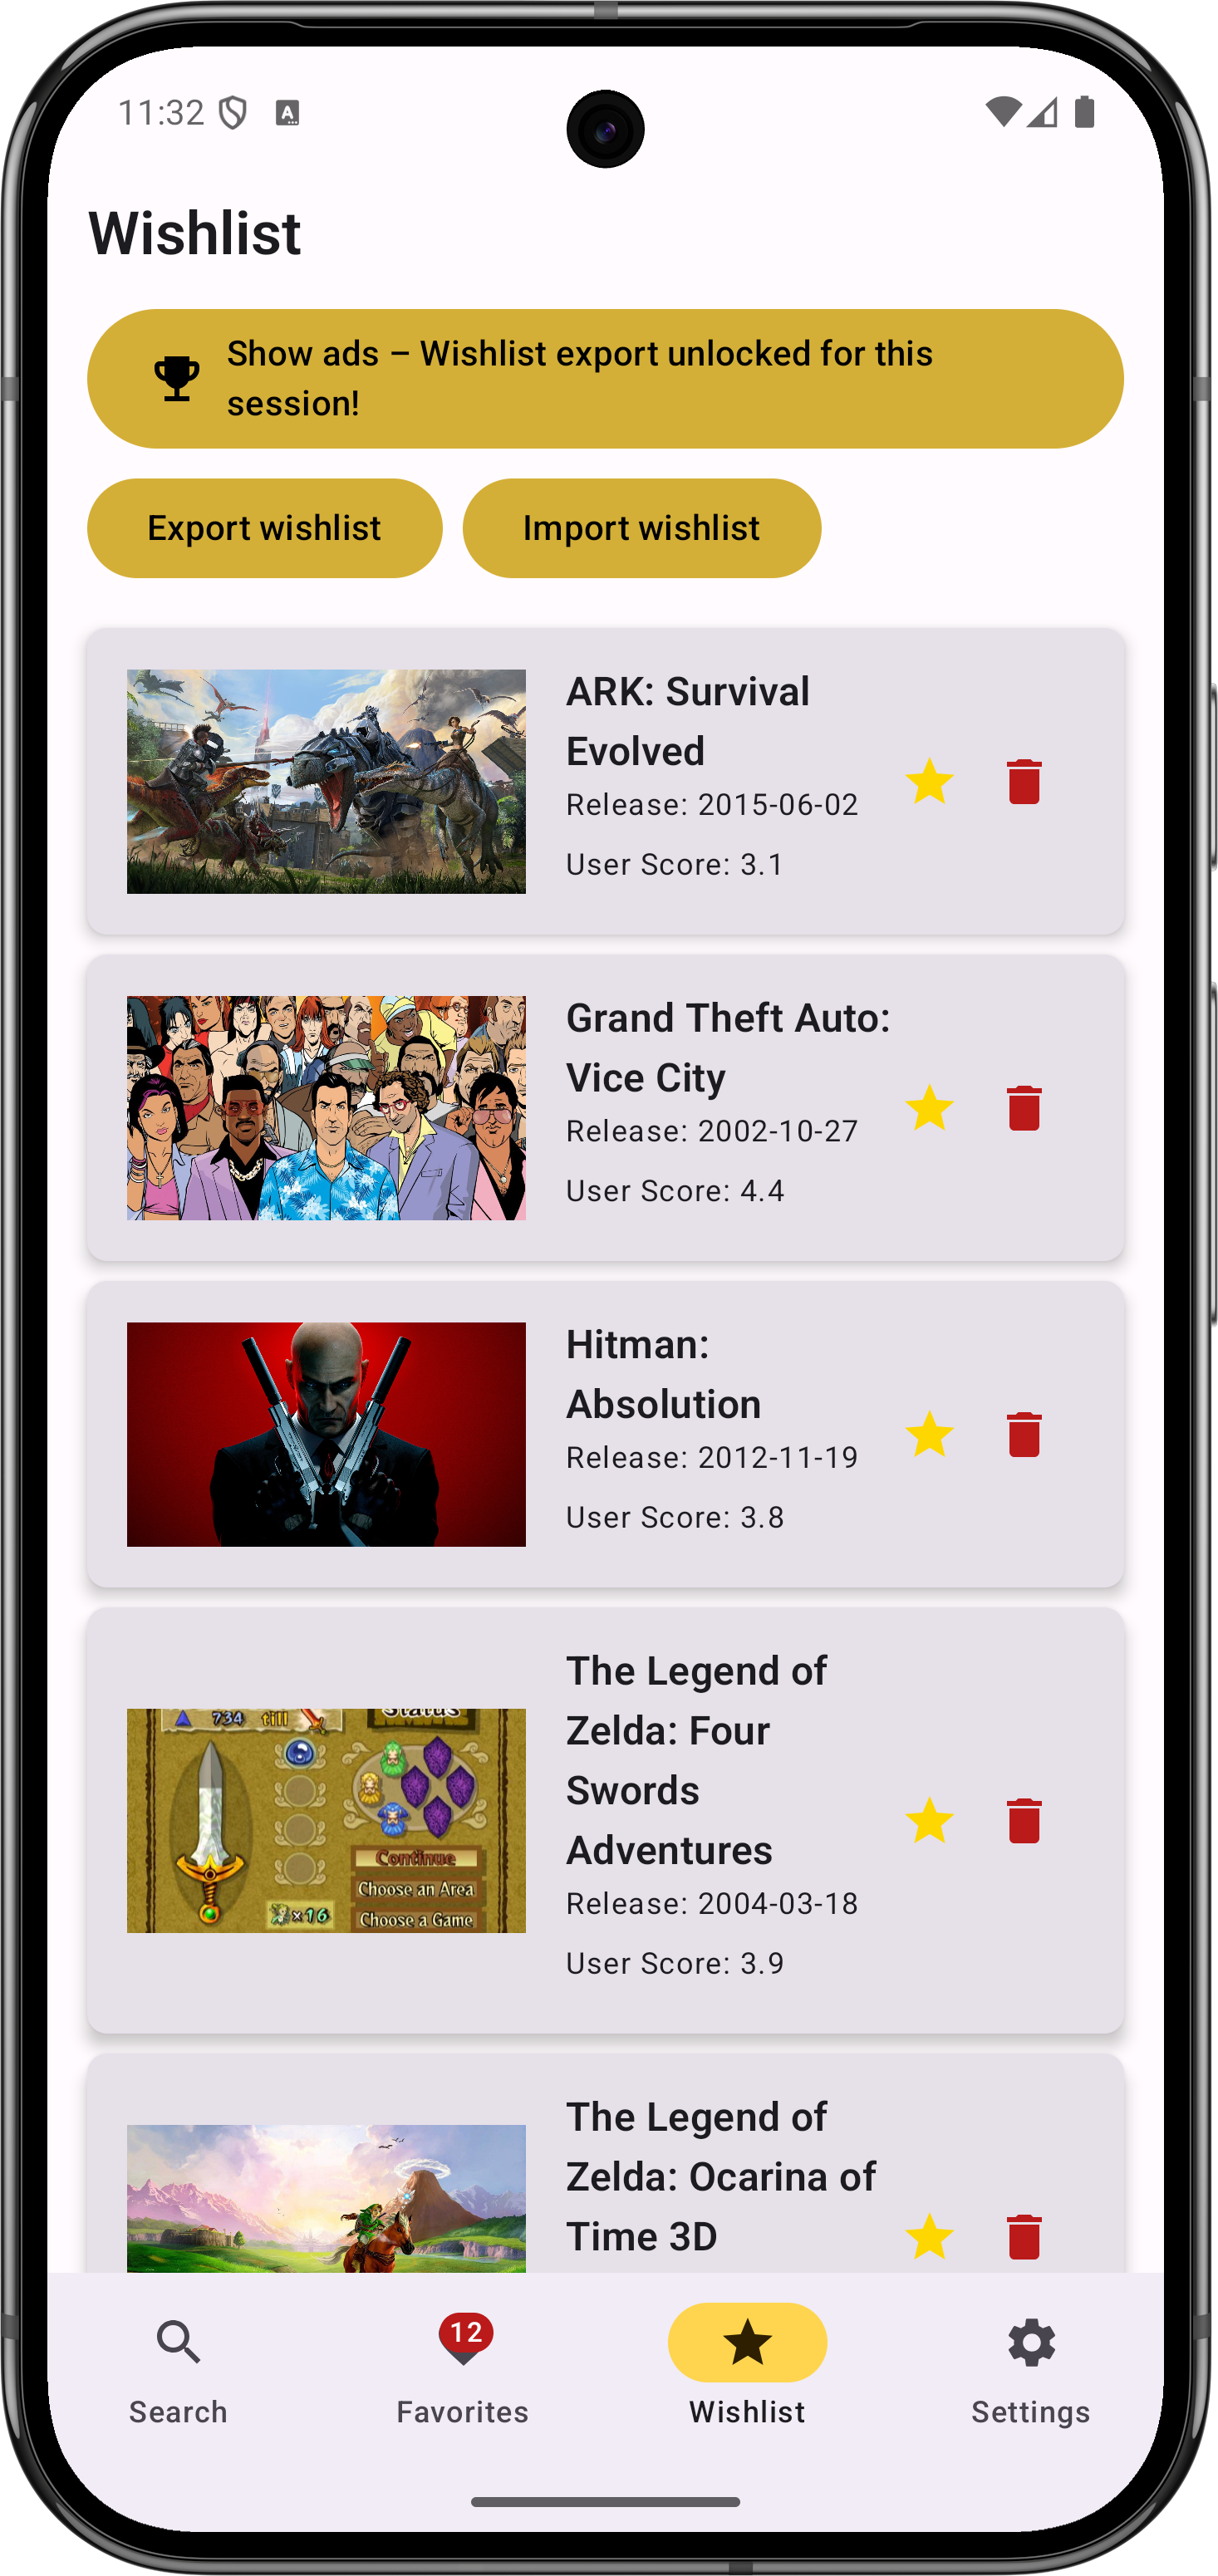 11:32
A
Wishlist
Show ads – Wishlist export unlocked for this
session!
Export wishlist
Import wishlist
ARK: Survival
Evolved
Release: 2015-06-02
User Score: 3.1
Grand Theft Auto:
Vice City
Release: 2002-10-27
User Score: 4.4
Hitman:
Absolution
Release: 2012-11-19
User Score: 3.8
734
till
Status
Continue
Choose an Area
×16
Choose a Game
The Legend of
Zelda: Four
Swords
Adventures
Release: 2004-03-18
User Score: 3.9
The Legend of
Zelda: Ocarina of
Time 3D
12
Search
Favorites
Wishlist
Settings